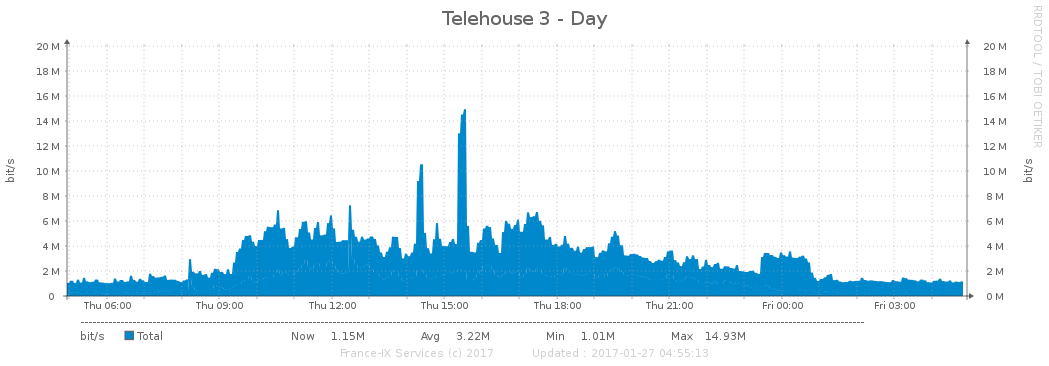 Telehouse 3 - Day
RRDTOOL / TOBI OETIKER
bit/s
bit/s
20 M 20 M
18 M 18 M
16 M 16 M
14 M 14 M
12 M 12 M
10 M 10 M
8 M 8 M
6 M 6 M
4 M 4 M
2 M 2 M
0 0 M
Thu 06:00 Thu 09:00 Thu 12:00 Thu 15:00 Thu 18:00 Thu 21:00 Fri 00:00 Fri 03:00
bit/s Total Now 1.15M Avg 3.22M Min 1.01M Max 14.93M
France-IX Services (c) 2017 Updated : 2017-01-27 04:55:13